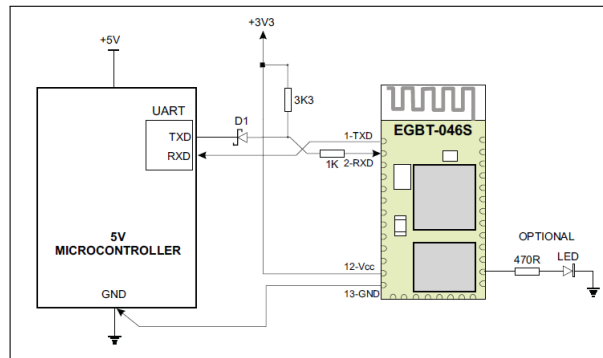 +3V3
+5V
3K3
UART
D1
TXD
1-TXD
EGBT-046S
RXD
1K
2-RXD
5V
MICROCONTROLLER
OPTIONAL
470R
LED
12-Vcc
GND
13-GND